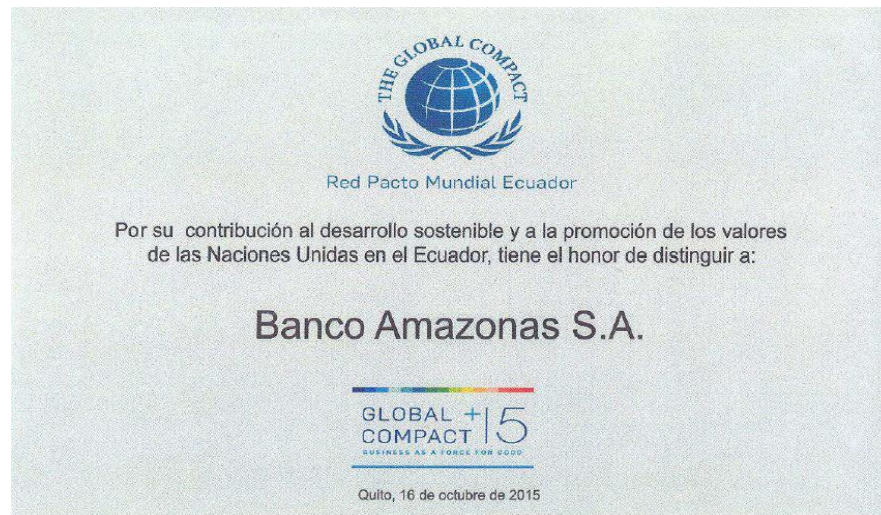 THE GLOBAL COMPACT
Red Pacto Mundial Ecuador
Por su contribución al desarrollo sostenible y a la promoción de los valores
de las Naciones Unidas en el Ecuador, tiene el honor de distinguir a:
Banco Amazonas S.A.
GLOBAL +15
COMPACT
BUSINESS AS A FORCE FOR GOOD
Quito, 16 de octubre de 2015